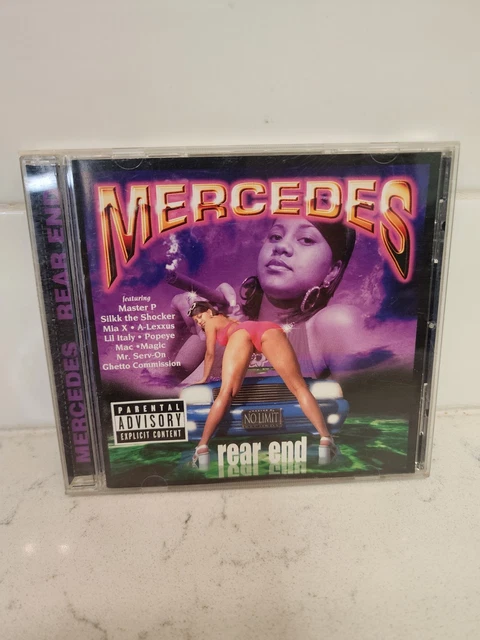 MERCEDES
featuring
Master P
Silkk the Shocker
Mia X • A-Lexxus
Lil Italy • Popeye
Mac • Magic
Mr. Serv-On
Ghetto Commission
PARENTAL
ADVISORY
EXPLICIT CONTENT
NO LIMIT
rear end
MERCEDES REAR END